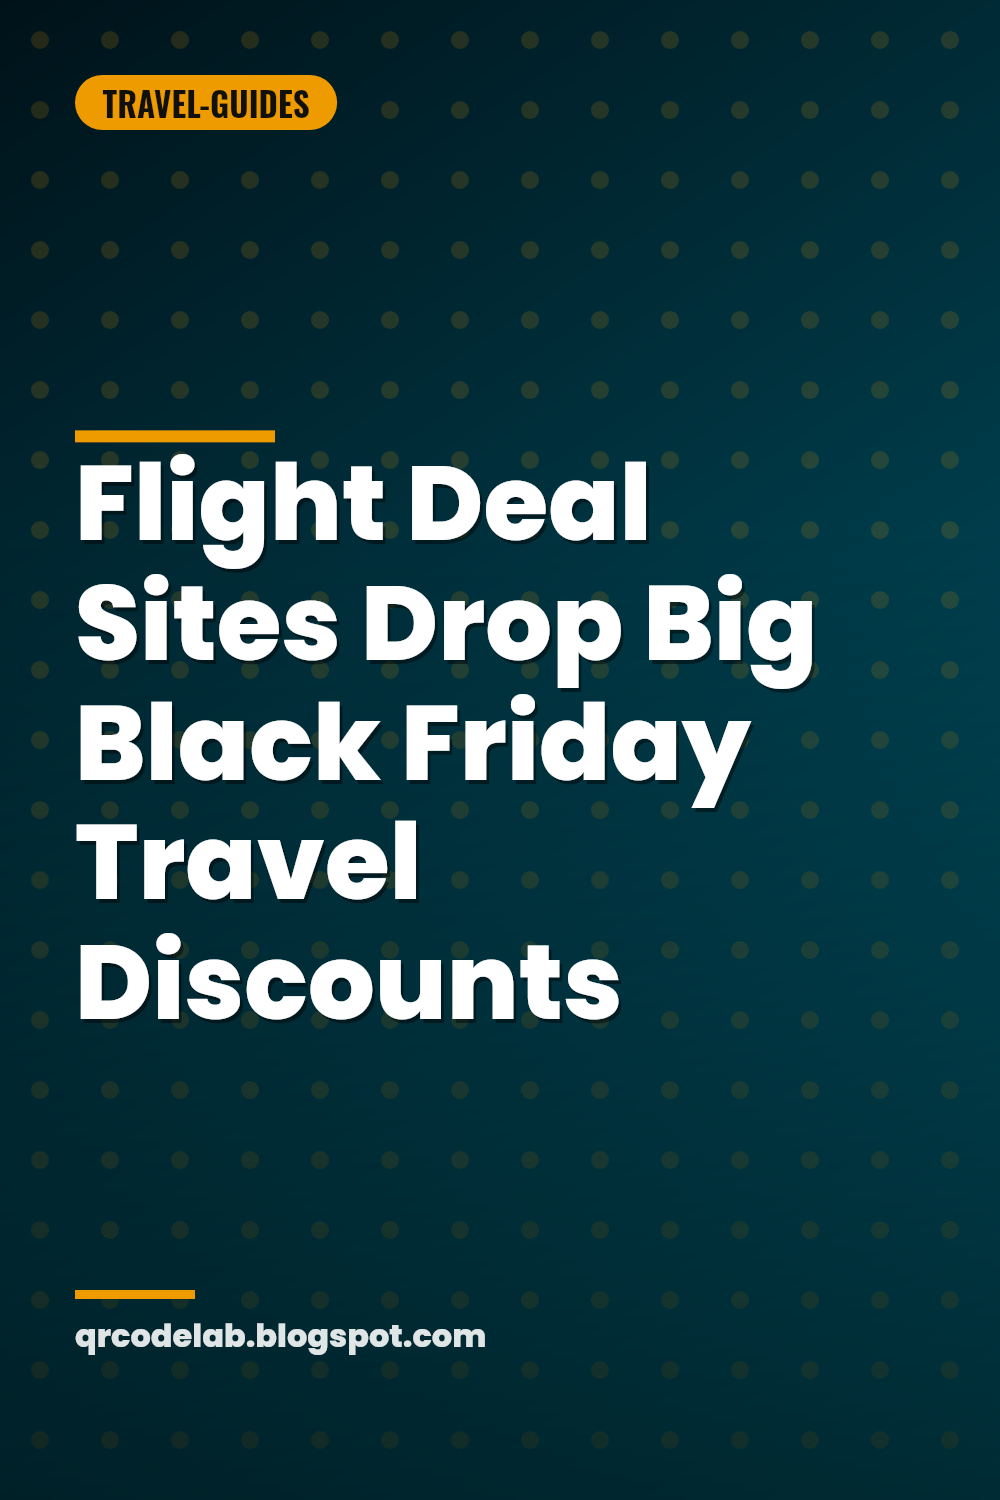 TRAVEL-GUIDES
Flight Deal
Sites Drop Big
Black Friday
Travel
Discounts
qrcodelab.blogspot.com